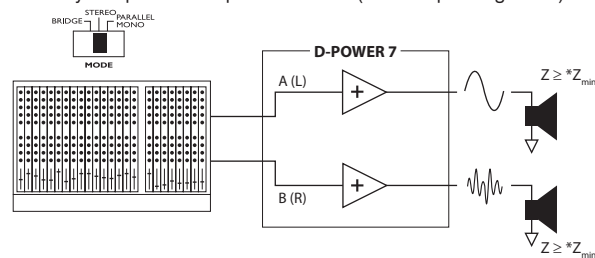 STEREO
BRIDGE PARALLEL
MONO
MODE
D-POWER 7
A (L)
+
Z ≥ *Zmin
+
B (R)
Z ≥ *Zmin